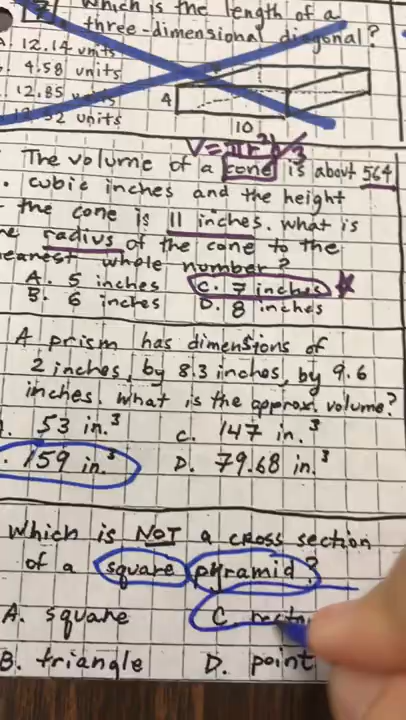 Which is the length of a
three-dimensional diagonal?
A. 12.14 units
4.58 units
12.85 units
units
4
10
V = πr²h/3
The volume of a cone is about 564
cubic inches and the height
the cone is 11 inches. What is
radius of the cone to the
nearest whole number?
A. 5 inches
C. 7 inches
B. 6 inches
D. 8 inches
A prism has dimensions of
2 inches, by 8.3 inches, by 9.6
inches. What is the approx. volume?
53 in.³
C. 147 in.³
159 in.³
D. 79.68 in.³
Which is NOT a cross section
of a square pyramid?
A. square
C.
B. triangle
D. point